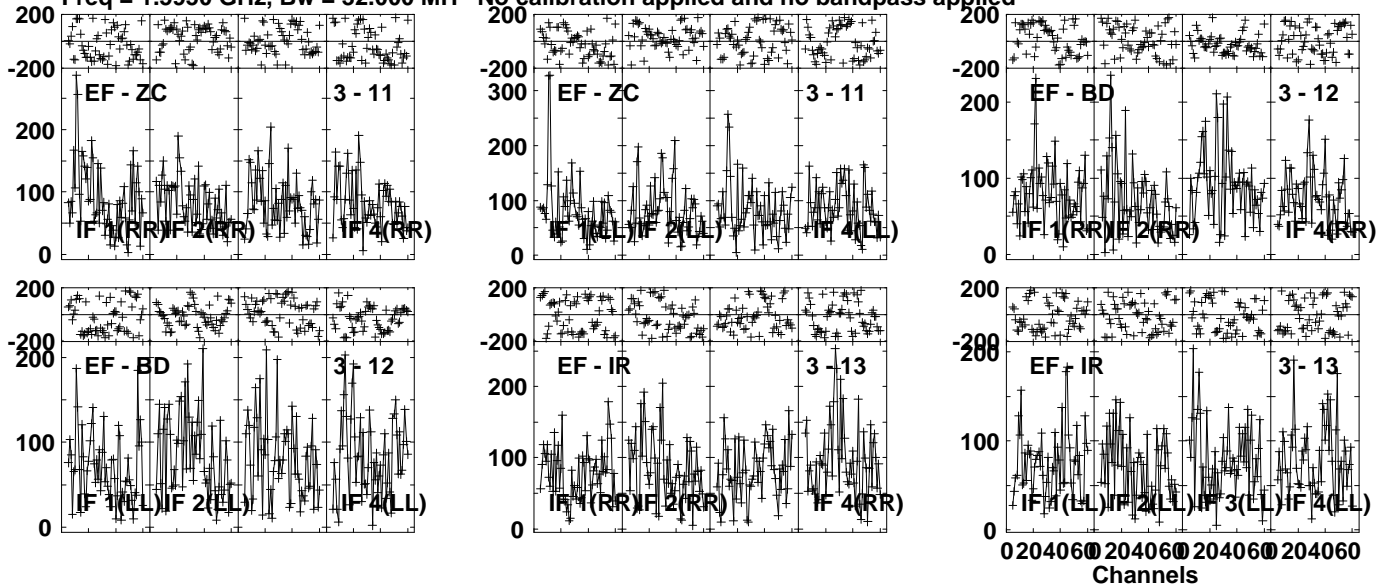 Freq = 1.5950 GHz, Bw = 32.000 MH No calibration applied and no bandpass applied
200
-200
EF - ZC
3 - 11
200
100
0
IF 1(RR) IF 2(RR) IF 4(RR)
200
-200
300
EF - ZC
3 - 11
200
100
0
IF 1(LL) IF 2(LL) IF 4(LL)
200
-200
EF - BD
3 - 12
200
100
0
IF 1(RR) IF 2(RR) IF 4(RR)
200
-200
200
EF - BD
3 - 12
100
0
IF 1(LL) IF 2(LL) IF 4(LL)
200
-200
EF - IR
3 - 13
200
100
0
IF 1(RR) IF 2(RR) IF 4(RR)
200
-200
200
EF - IR
3 - 13
100
0
IF 1(LL) IF 2(LL) IF 3(LL) IF 4(LL)
0 20 40 60 0 20 40 60 0 20 40 60 0 20 40 60
Channels